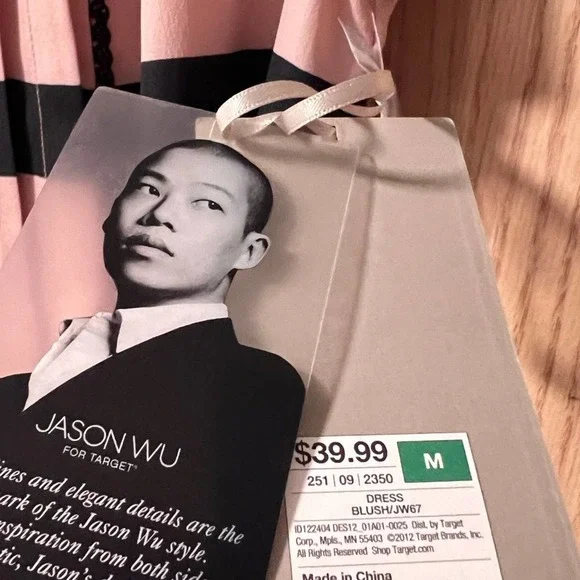 JASON WU
FOR TARGET®
ines and elegant details are the
ark of the Jason Wu style.
nspiration from both sid
tic, Jason's d
$39.99
M
251 | 09 | 2350
DRESS
BLUSH/JW67
ID122404 DES12_01A01-0025 Dist. by Target
Corp., Mpls., MN 55403 ©2012 Target Brands, Inc.
All Rights Reserved Shop Target.com
Made in China